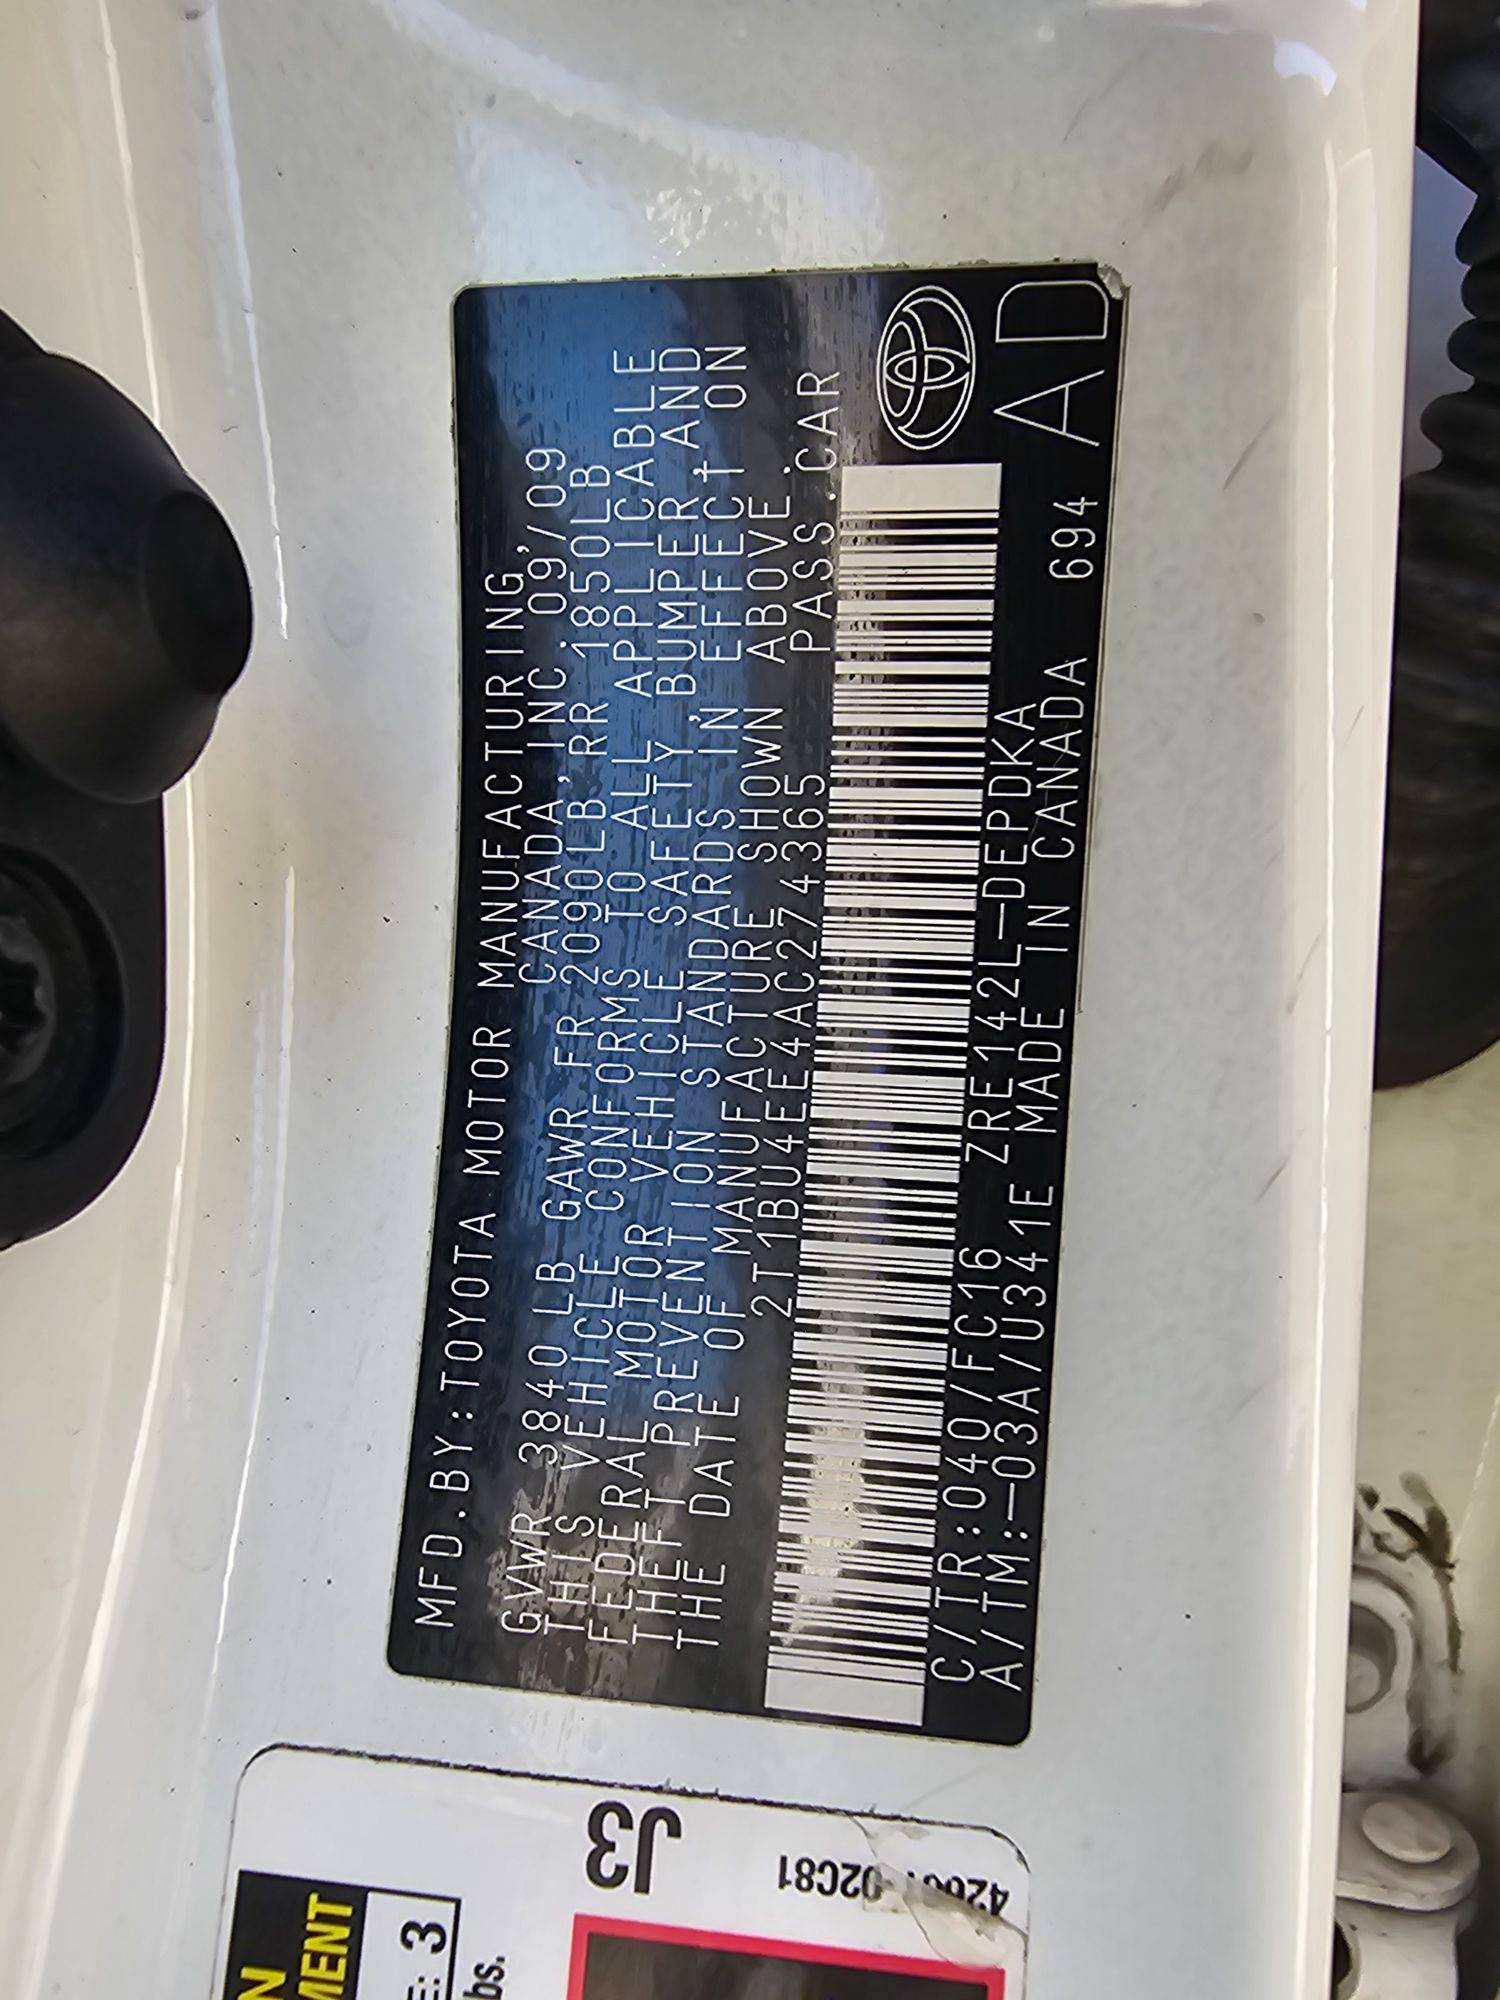 MFD.BY:TOYOTA MOTOR MANUFACTURING,
CANADA INC. 09/09
GVWR 3840 LB GAWR FR 2090LB, RR 1850LB
THIS VEHICLE CONFORMS TO ALL APPLICABLE
FEDERAL MOTOR VEHICLE SAFETY, BUMPER, AND
THEFT PREVENTION STANDARDS IN EFFECT ON
THE DATE OF MANUFACTURE SHOWN ABOVE.
2T1BU4EE4AC274365 PASS.CAR
C/TR:040/FC16 ZRE142L-DEPDKA
A/TM:-03A/U341E MADE IN CANADA 694
AD
J3
02C81
3